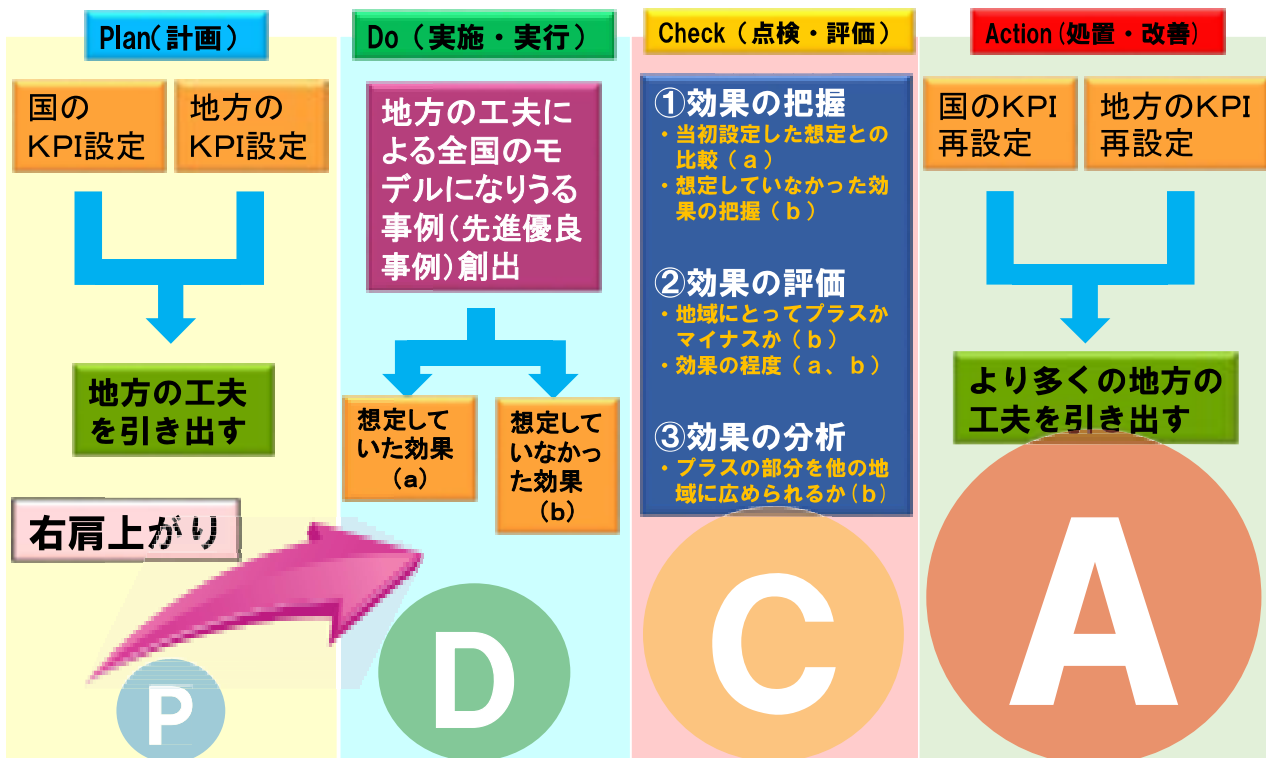 Plan(計画)
国の
KPI設定
地方の
KPI設定
地方の工夫
を引き出す
右肩上がり
P
Do(実施・実行)
地方の工夫に
よる全国のモ
デルになりうる
事例(先進優良
事例)創出
想定して
いた効果
(a)
想定して
いなかっ
た効果
(b)
D
Check(点検・評価)
①効果の把握
・当初設定した想定との
比較(a)
・想定していなかった効
果の把握(b)
②効果の評価
・地域にとってプラスか
マイナスか(b)
・効果の程度(a、b)
③効果の分析
・プラスの部分を他の地
域に広められるか(b)
C
Action(処置・改善)
国のKPI
再設定
地方のKPI
再設定
より多くの地方の
工夫を引き出す
A